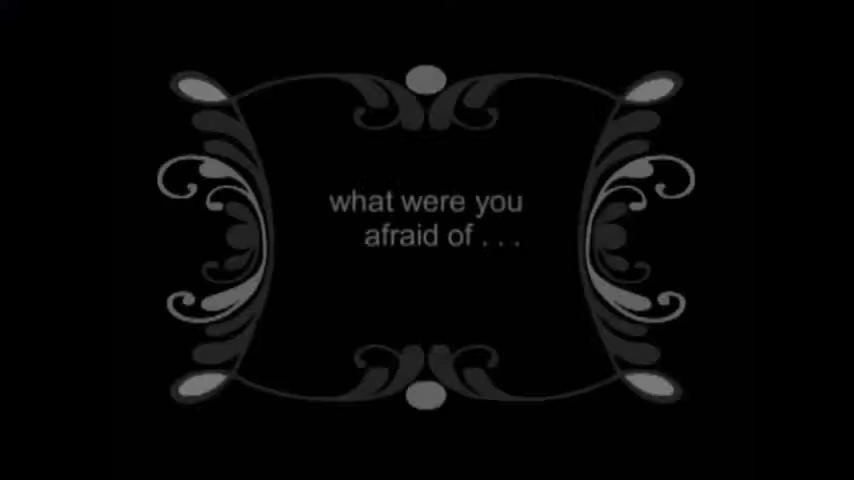 what were you
afraid of . . .